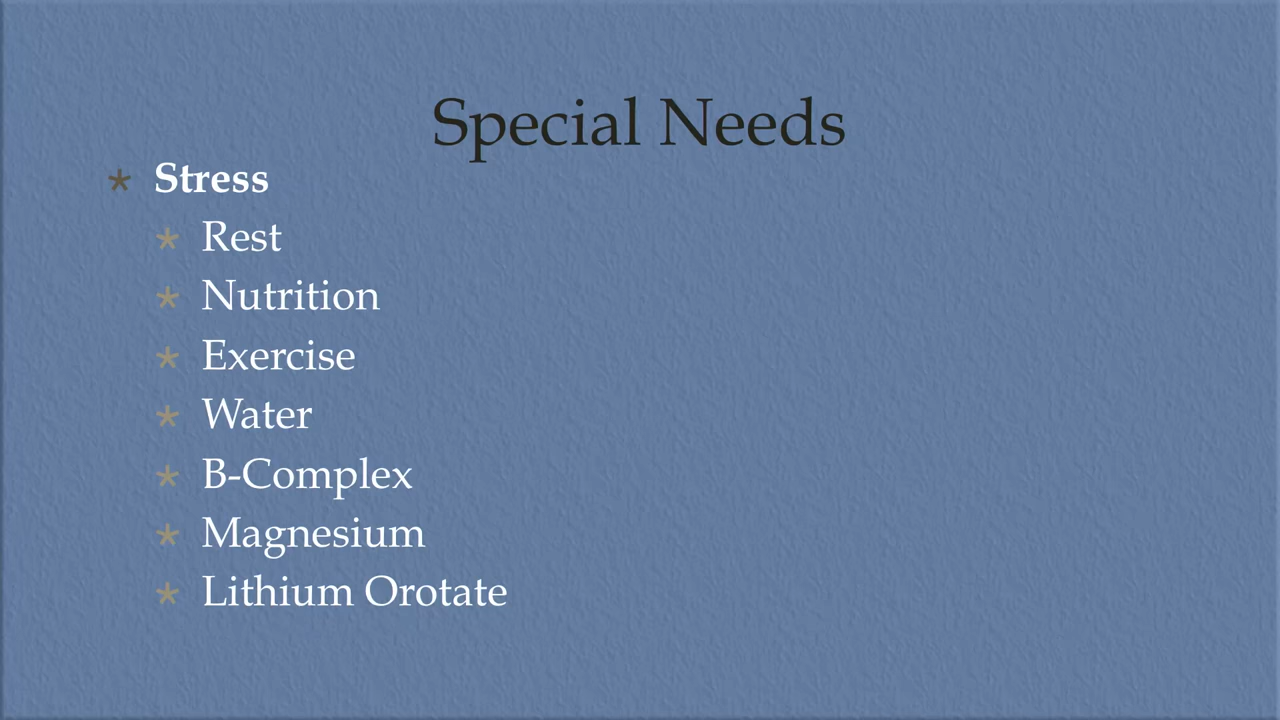 Special Needs
* Stress
* Rest
* Nutrition
* Exercise
* Water
* B-Complex
* Magnesium
* Lithium Orotate